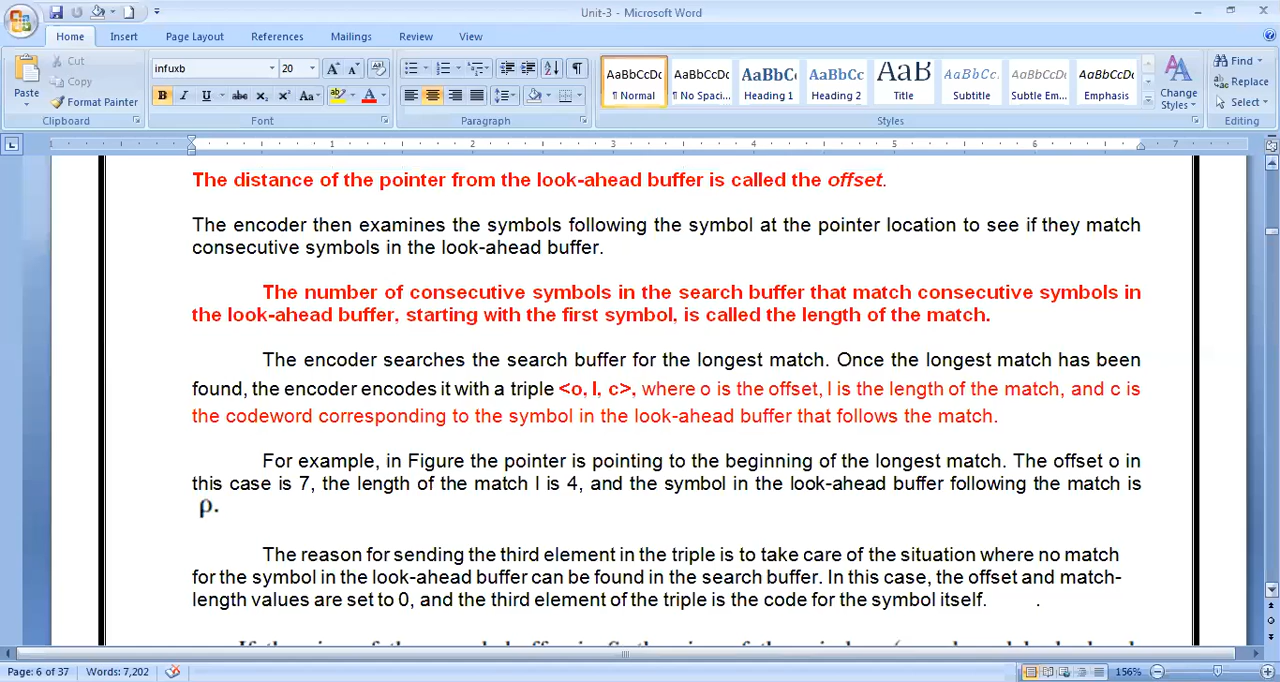 Unit-3 - Microsoft Word
Home Insert Page Layout References Mailings Review View
Cut
Copy
Format Painter
Paste
Clipboard
infuxb 20
Font
Paragraph
AaBbCcDc AaBbCcDc AaBbC AaBbCc AaB AaBbCc. AaBbCcDc AaBbCcDc
¶ Normal ¶ No Spaci... Heading 1 Heading 2 Title Subtitle Subtle Em... Emphasis
Styles
Change Styles
Find
Replace
Select
Editing
1 1 2 3 4 5 6 7
The distance of the pointer from the look-ahead buffer is called the offset.
The encoder then examines the symbols following the symbol at the pointer location to see if they match
consecutive symbols in the look-ahead buffer.
The number of consecutive symbols in the search buffer that match consecutive symbols in
the look-ahead buffer, starting with the first symbol, is called the length of the match.
The encoder searches the search buffer for the longest match. Once the longest match has been
found, the encoder encodes it with a triple <o, l, c>, where o is the offset, l is the length of the match, and c is
the codeword corresponding to the symbol in the look-ahead buffer that follows the match.
For example, in Figure the pointer is pointing to the beginning of the longest match. The offset o in
this case is 7, the length of the match l is 4, and the symbol in the look-ahead buffer following the match is
ρ.
The reason for sending the third element in the triple is to take care of the situation where no match
for the symbol in the look-ahead buffer can be found in the search buffer. In this case, the offset and match-
length values are set to 0, and the third element of the triple is the code for the symbol itself. .
Page: 6 of 37 Words: 7,202 156%